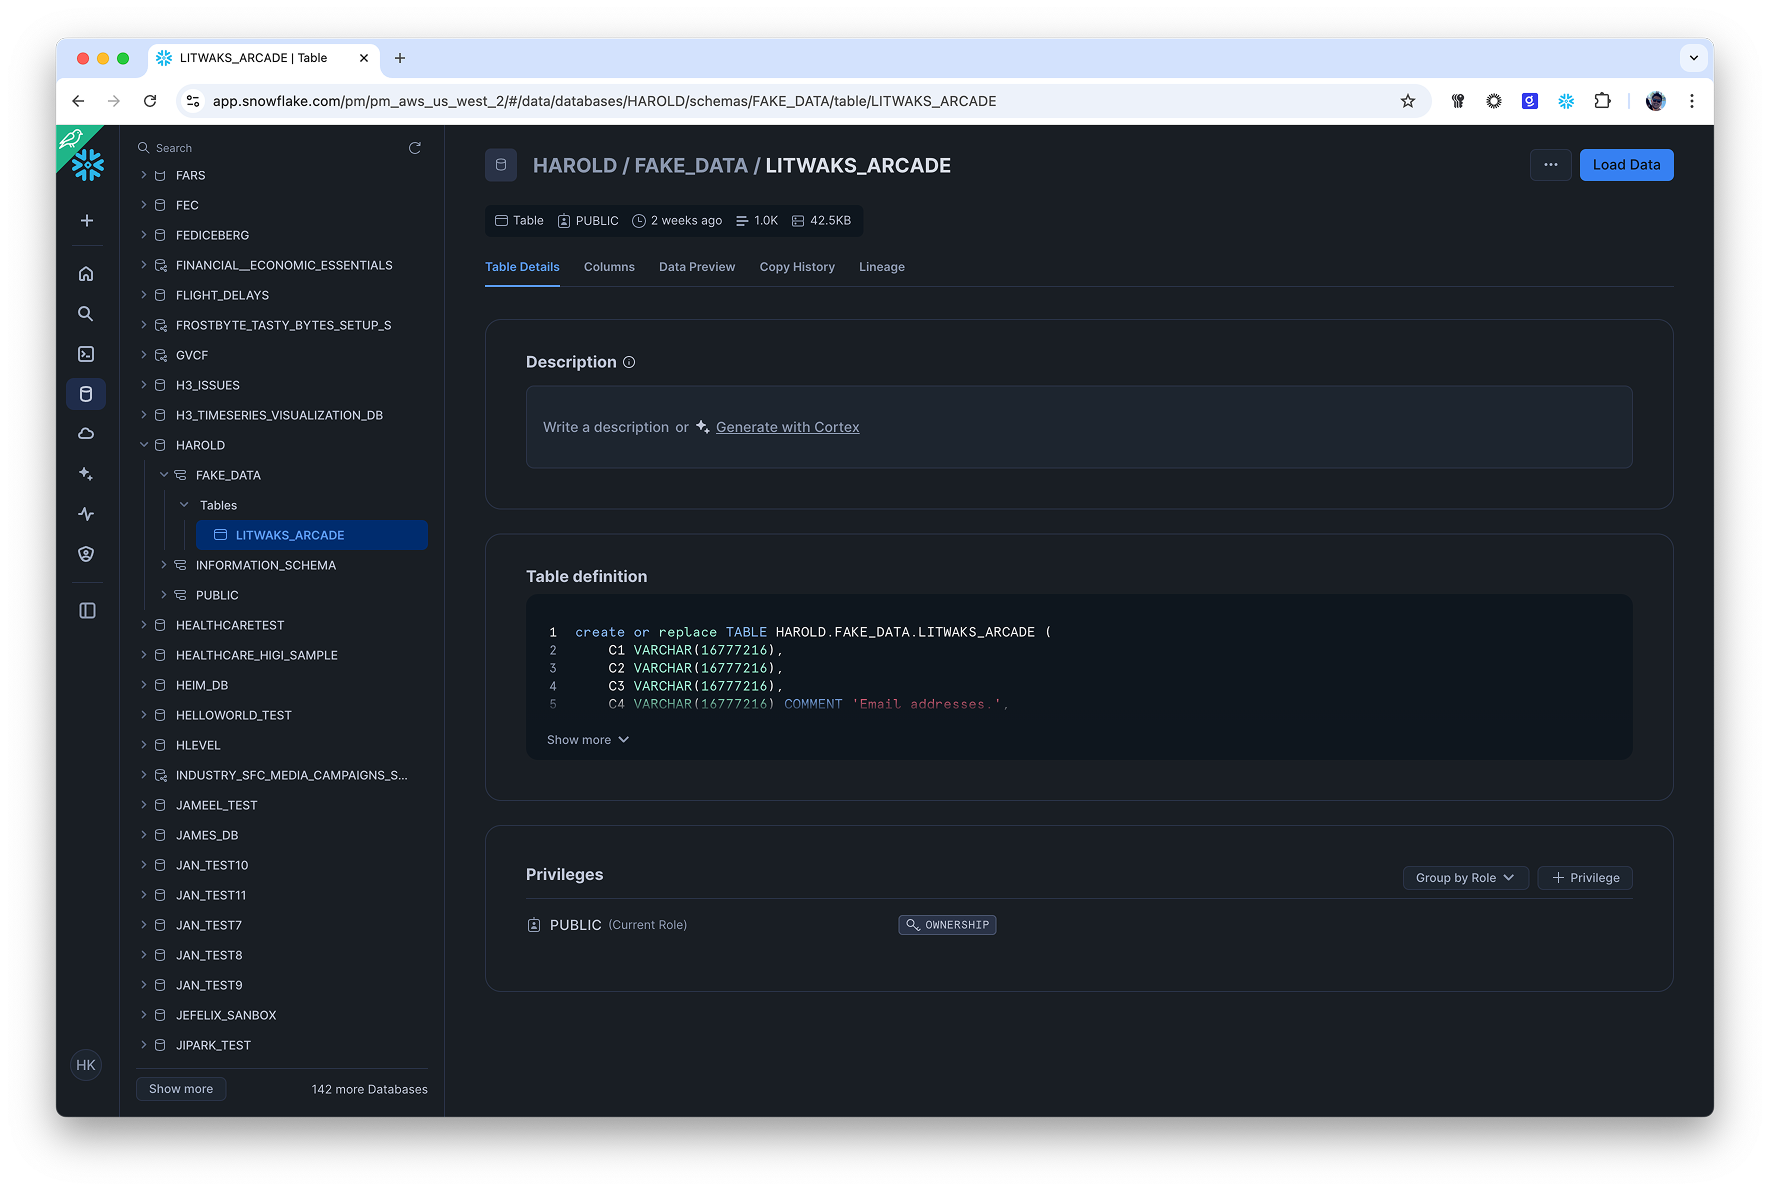 LITWAKS_ARCADE | Table
app.snowflake.com/pm/pm_aws_us_west_2/#/data/databases/HAROLD/schemas/FAKE_DATA/table/LITWAKS_ARCADE
Search
FARS
FEC
FEDICEBERG
FINANCIAL__ECONOMIC_ESSENTIALS
FLIGHT_DELAYS
FROSTBYTE_TASTY_BYTES_SETUP_S
GVCF
H3_ISSUES
H3_TIMESERIES_VISUALIZATION_DB
HAROLD
FAKE_DATA
Tables
LITWAKS_ARCADE
INFORMATION_SCHEMA
PUBLIC
HEALTHCARETEST
HEALTHCARE_HIGI_SAMPLE
HEIM_DB
HELLOWORLD_TEST
HLEVEL
INDUSTRY_SFC_MEDIA_CAMPAIGNS_S...
JAMEEL_TEST
JAMES_DB
JAN_TEST10
JAN_TEST11
JAN_TEST7
JAN_TEST8
JAN_TEST9
JEFELIX_SANBOX
JIPARK_TEST
Show more 142 more Databases
HK
HAROLD / FAKE_DATA / LITWAKS_ARCADE
... Load Data
Table PUBLIC 2 weeks ago 1.0K 42.5KB
Table Details Columns Data Preview Copy History Lineage
Description
Write a description or Generate with Cortex
Table definition
1 create or replace TABLE HAROLD.FAKE_DATA.LITWAKS_ARCADE (
2 C1 VARCHAR(16777216),
3 C2 VARCHAR(16777216),
4 C3 VARCHAR(16777216),
5 C4 VARCHAR(16777216) COMMENT 'Email addresses.',
Show more
Privileges
Group by Role + Privilege
PUBLIC (Current Role) OWNERSHIP